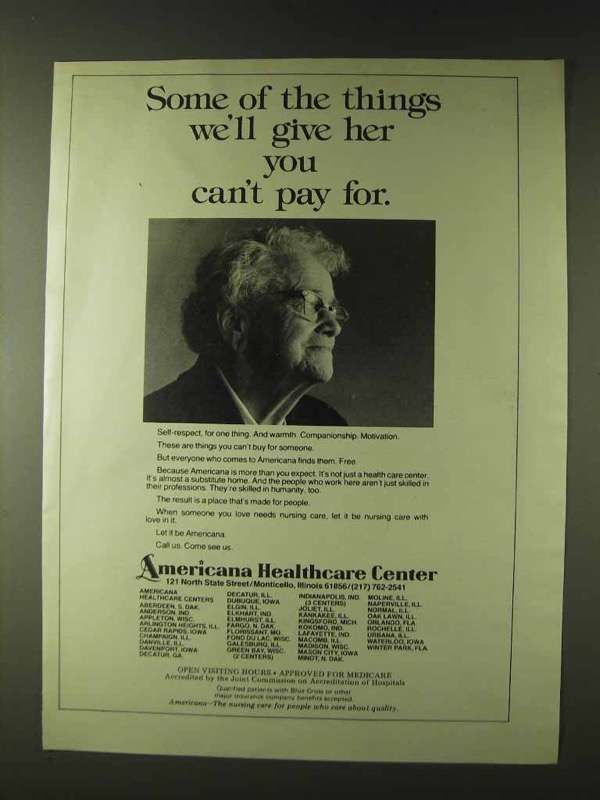 Some of the things
we'll give her
you
can't pay for.
Self-respect, for one thing. And warmth. Companionship. Motivation.
These are things you can't buy for someone.
But everyone who comes to Americana finds them. Free.
Because Americana is more than you expect. It's not just a health care center.
It's almost a substitute home. And the people who work here aren't just skilled in
their professions. They're skilled in humanity, too.
The result is a place that's made for people.
When someone you love needs nursing care, let it be nursing care with
love in it.
Let it be Americana.
Call us. Come see us.
Americana Healthcare Center
121 North State Street/Monticello, Illinois 61856/(217) 762-2541
AMERICANA
HEALTHCARE CENTERS
ABERDEEN, S. DAK.
ANDERSON, IND.
APPLETON, WISC.
ARLINGTON HEIGHTS, ILL.
CEDAR RAPIDS, IOWA
CHAMPAIGN, ILL.
DANVILLE, ILL.
DAVENPORT, IOWA
DECATUR, GA.
DECATUR, ILL.
DUBUQUE, IOWA
ELGIN, ILL.
ELKHART, IND.
ELMHURST, ILL.
FARGO, N. DAK.
FLORISSANT, MO.
FOND DU LAC, WISC.
GALESBURG, ILL.
GREEN BAY, WISC.
(2 CENTERS)
INDIANAPOLIS, IND.
(3 CENTERS)
JOLIET, ILL.
KANKAKEE, ILL.
KINGSFORD, MICH.
KOKOMO, IND.
LAFAYETTE, IND
MACOMB, ILL.
MADISON, WISC.
MASON CITY, IOWA
MINOT, N. DAK.
MOLINE, ILL.
NAPERVILLE, ILL.
NORMAL, ILL.
OAK LAWN, ILL.
ORLANDO, FLA.
ROCHELLE, ILL.
URBANA, ILL.
WATERLOO, IOWA
WINTER PARK, FLA.
OPEN VISITING HOURS • APPROVED FOR MEDICARE
Accredited by the Joint Commission on Accreditation of Hospitals
Qualified patients with Blue Cross or other
major insurance company benefits accepted.
Americana—The nursing care for people who care about quality.